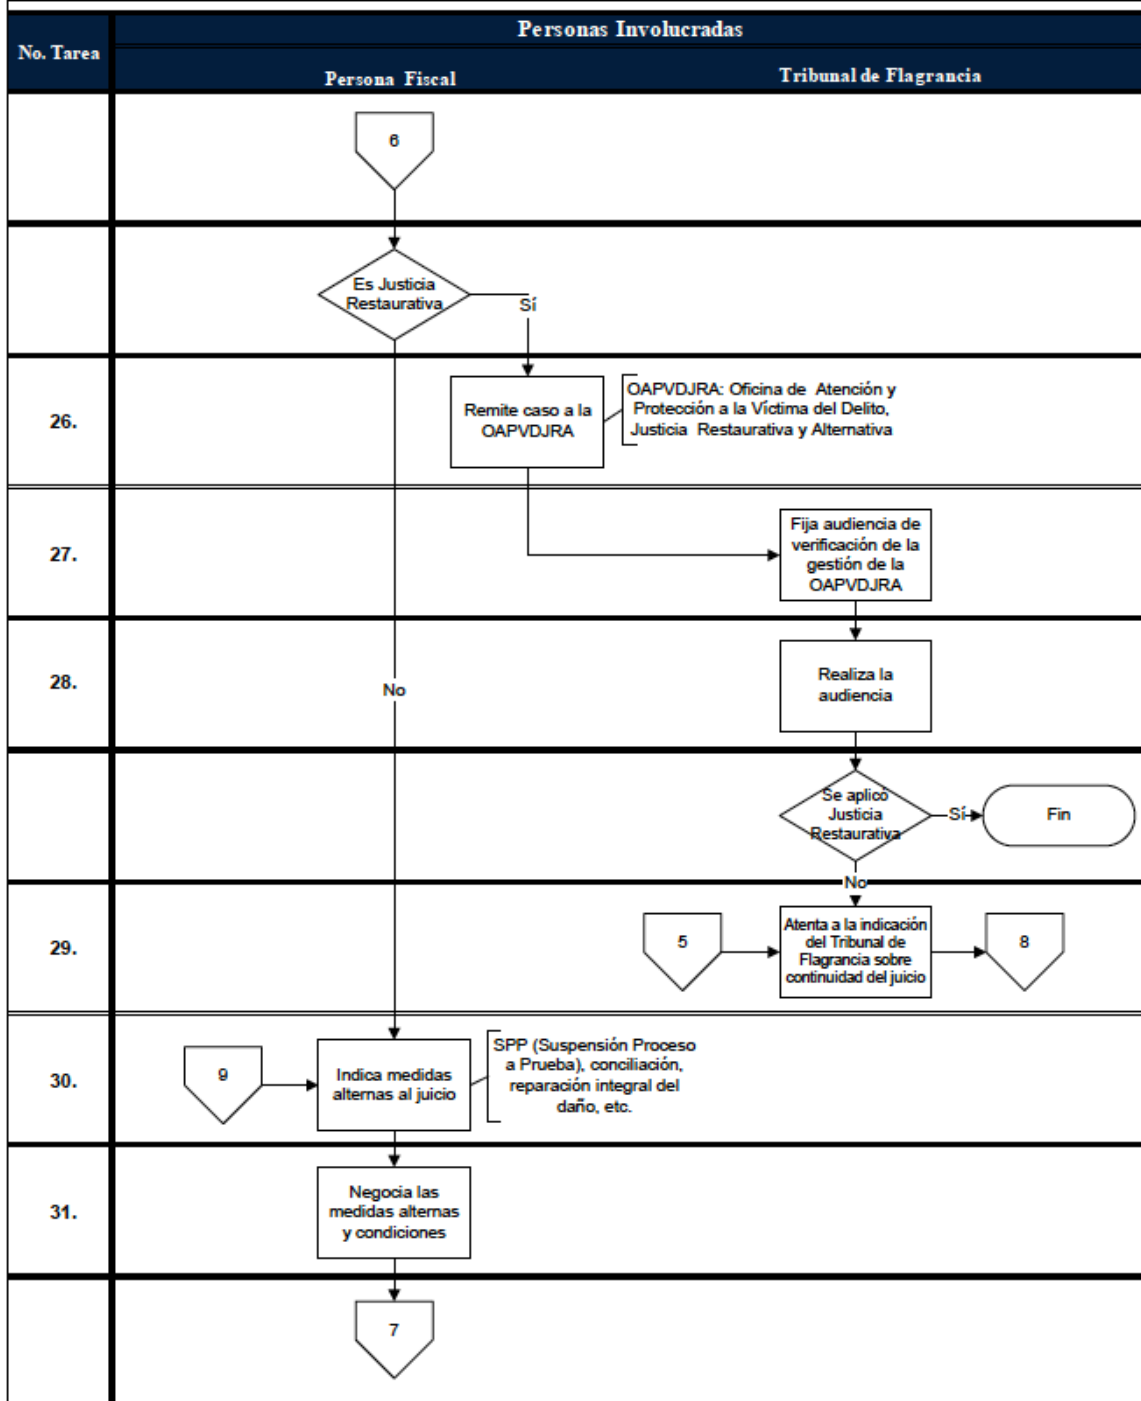 Personas Involucradas
No. Tarea
Persona Fiscal
Tribunal de Flagrancia
6
Es Justicia
Restaurativa
Sí
26.
Remite caso a la
OAPVDJRA
OAPVDJRA: Oficina de Atención y
Protección a la Víctima del Delito,
Justicia Restaurativa y Alternativa
27.
Fija audiencia de
verificación de la
gestión de la
OAPVDJRA
28.
No
Realiza la
audiencia
Se aplicó
Justicia
Restaurativa
Sí
Fin
No
29.
5
Atenta a la indicación
del Tribunal de
Flagrancia sobre
continuidad del juicio
8
30.
9
Indica medidas
alternas al juicio
SPP (Suspensión Proceso
a Prueba), conciliación,
reparación integral del
daño, etc.
31.
Negocia las
medidas alternas
y condiciones
7